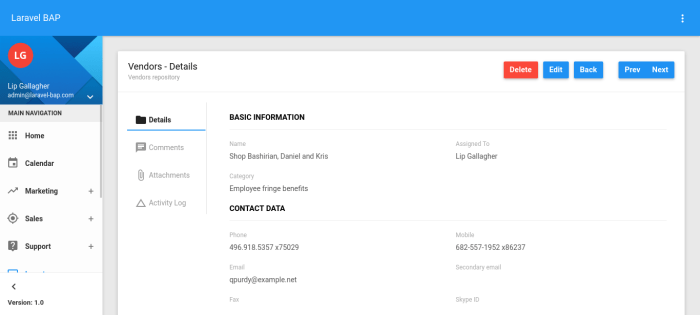 Laravel BAP
LG
Lip Gallagher
admin@laravel-bap.com
MAIN NAVIGATION
Home
Calendar
Marketing +
Sales +
Support +
Version: 1.0
Vendors - Details
Vendors repository
Delete Edit Back Prev Next
Details
Comments
Attachments
Activity Log
BASIC INFORMATION
Name Assigned To
Shop Bashirian, Daniel and Kris Lip Gallagher
Category
Employee fringe benefits
CONTACT DATA
Phone Mobile
496.918.5357 x75029 682-557-1952 x86237
Email Secondary email
qpurdy@example.net
Fax Skype ID